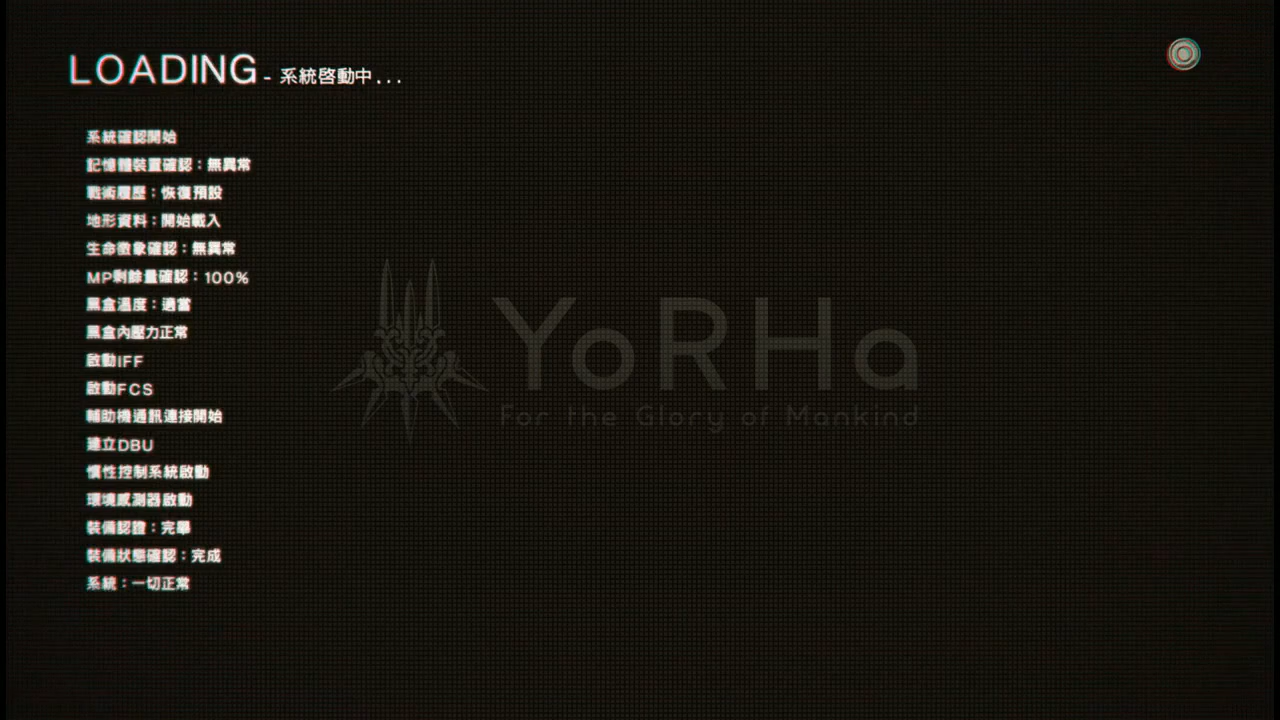 LOADING - 系統啓動中...
系統確認開始
記憶體裝置確認：無異常
戰術履歷：恢復預設
地形資料：開始載入
生命徵象確認：無異常
MP剩餘量確認：100%
黑盒溫度：適當
黑盒內壓力正常
啟動IFF
啟動FCS
輔助機通訊連接開始
建立DBU
慣性控制系統啟動
環境感測器啟動
裝備認證：完畢
裝備狀態確認：完成
系統：一切正常
YoRHa
For the Glory of Mankind